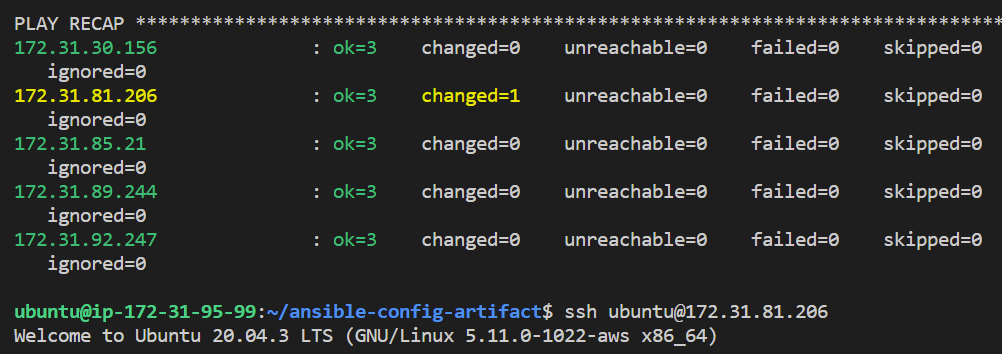 PLAY RECAP ******************************************************************************
172.31.30.156 : ok=3 changed=0 unreachable=0 failed=0 skipped=0
ignored=0
172.31.81.206 : ok=3 changed=1 unreachable=0 failed=0 skipped=0
ignored=0
172.31.85.21 : ok=3 changed=0 unreachable=0 failed=0 skipped=0
ignored=0
172.31.89.244 : ok=3 changed=0 unreachable=0 failed=0 skipped=0
ignored=0
172.31.92.247 : ok=3 changed=0 unreachable=0 failed=0 skipped=0
ignored=0
ubuntu@ip-172-31-95-99:~/ansible-config-artifact$ ssh ubuntu@172.31.81.206
Welcome to Ubuntu 20.04.3 LTS (GNU/Linux 5.11.0-1022-aws x86_64)